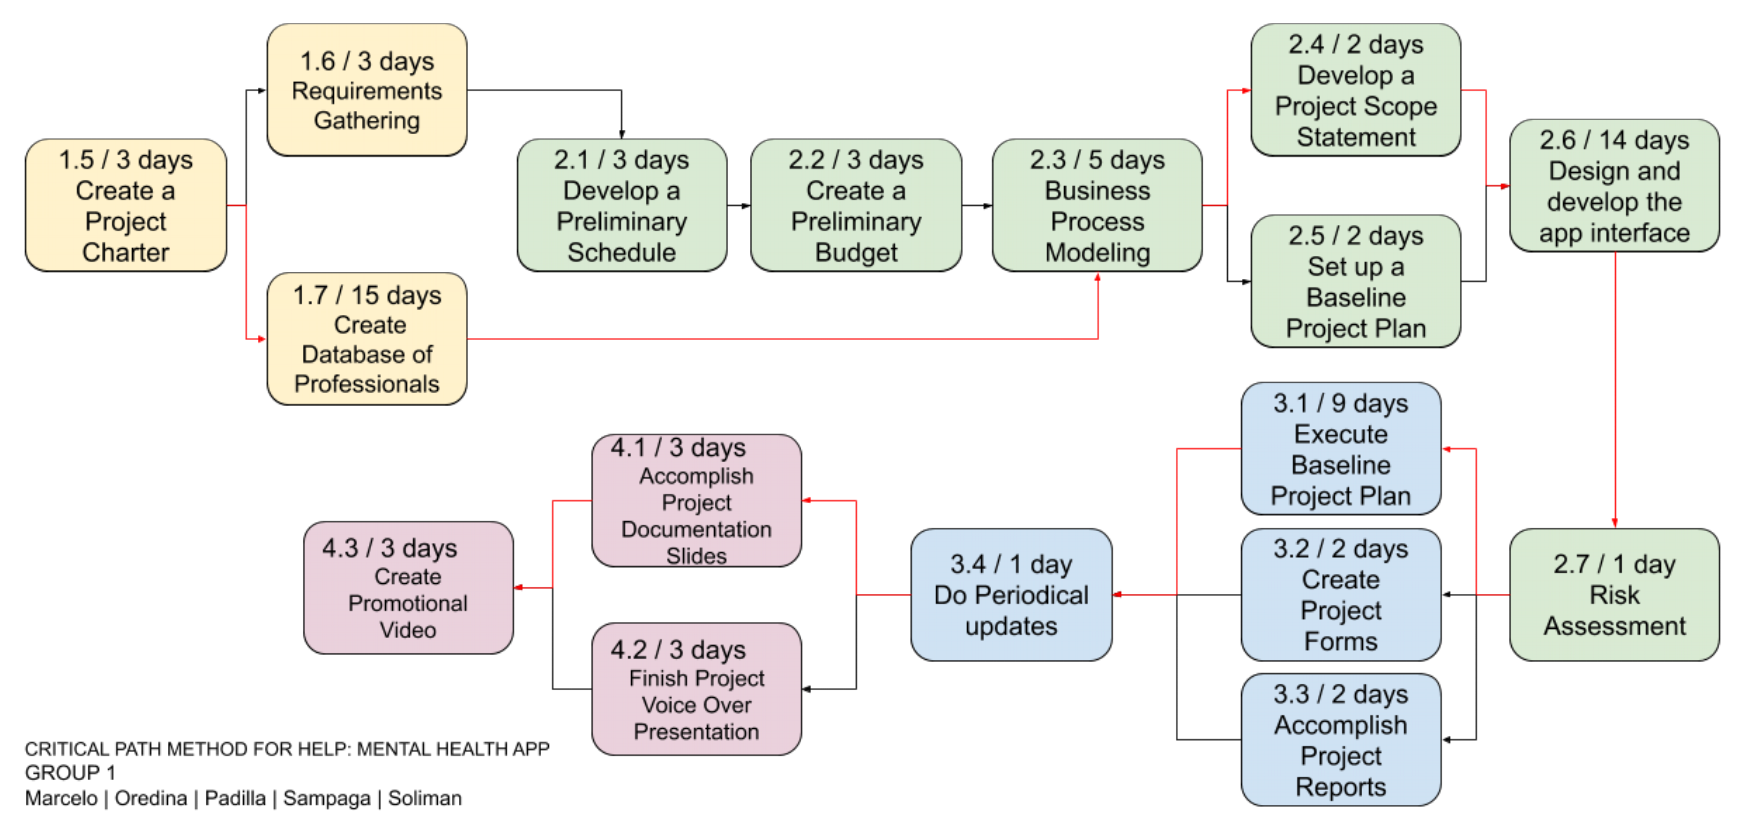 1.6 / 3 days
Requirements
Gathering
1.5 / 3 days
Create a
Project
Charter
1.7 / 15 days
Create
Database of
Professionals
2.1 / 3 days
Develop a
Preliminary
Schedule
2.2 / 3 days
Create a
Preliminary
Budget
2.3 / 5 days
Business
Process
Modeling
2.4 / 2 days
Develop a
Project Scope
Statement
2.5 / 2 days
Set up a
Baseline
Project Plan
2.6 / 14 days
Design and
develop the
app interface
2.7 / 1 day
Risk
Assessment
3.1 / 9 days
Execute
Baseline
Project Plan
3.2 / 2 days
Create
Project
Forms
3.3 / 2 days
Accomplish
Project
Reports
3.4 / 1 day
Do Periodical
updates
4.1 / 3 days
Accomplish
Project
Documentation
Slides
4.2 / 3 days
Finish Project
Voice Over
Presentation
4.3 / 3 days
Create
Promotional
Video
CRITICAL PATH METHOD FOR HELP: MENTAL HEALTH APP
GROUP 1
Marcelo | Oredina | Padilla | Sampaga | Soliman